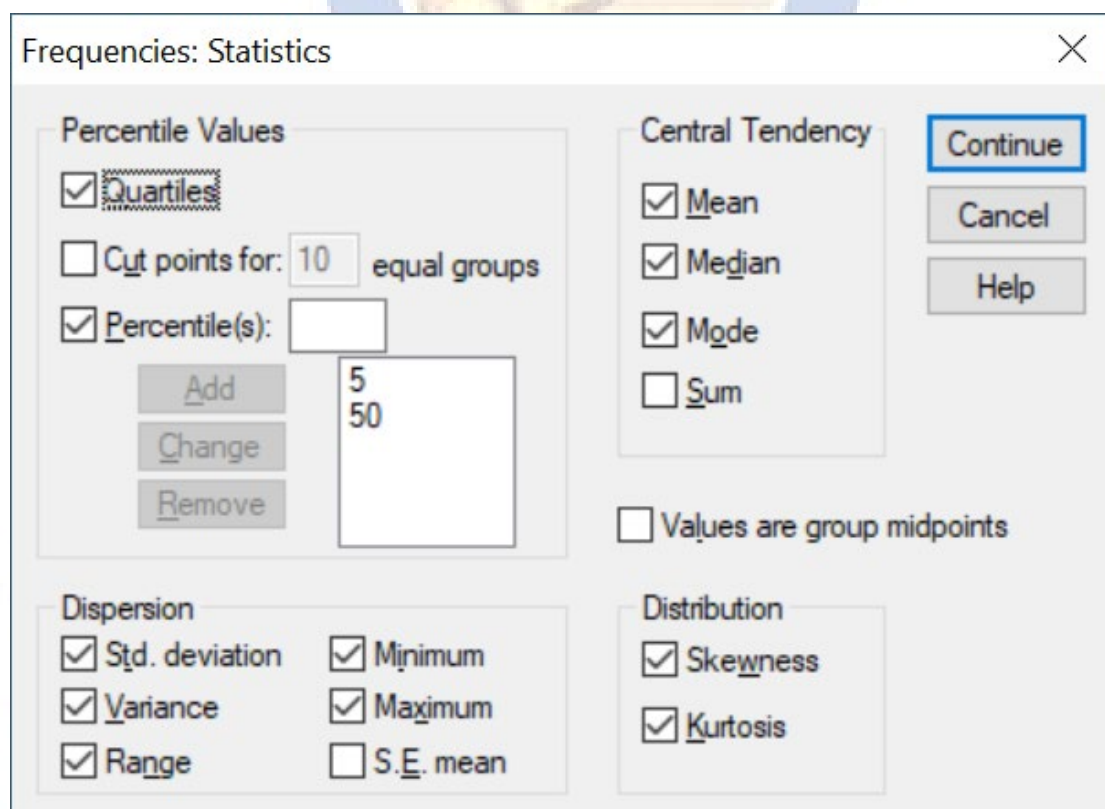 Frequencies: Statistics
Percentile Values
Quartiles
Cut points for: 10 equal groups
Percentile(s):
Add
Change
Remove
5
50
Central Tendency
Mean
Median
Mode
Sum
Continue
Cancel
Help
Values are group midpoints
Dispersion
Std. deviation
Minimum
Variance
Maximum
Range
S.E. mean
Distribution
Skewness
Kurtosis